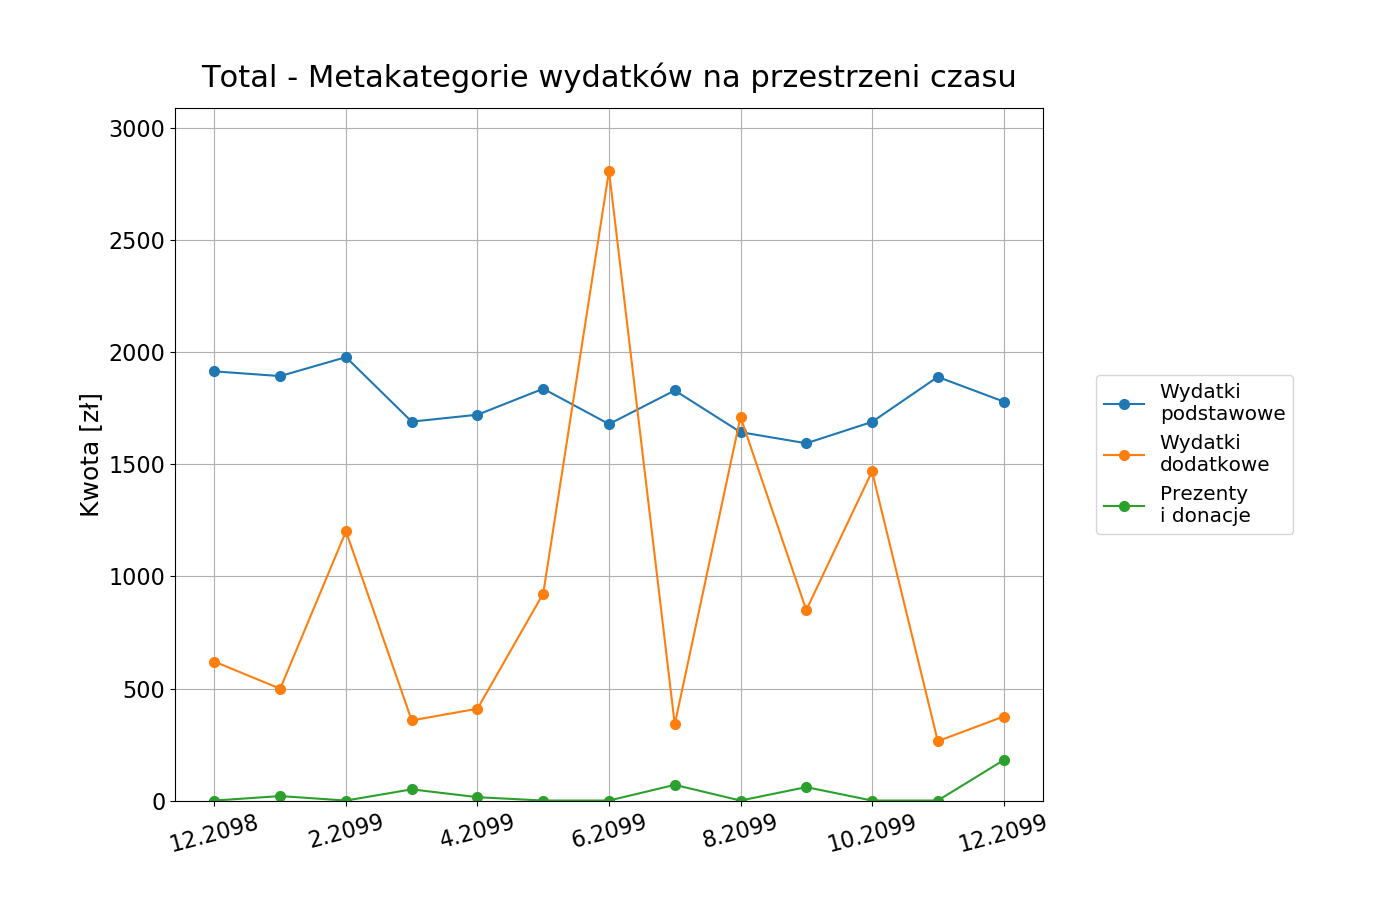 Total - Metakategorie wydatków na przestrzeni czasu
3000
2500
2000
1500
1000
500
0
Kwota [zł]
12.2098
2.2099
4.2099
6.2099
8.2099
10.2099
12.2099
Wydatki
podstawowe
Wydatki
dodatkowe
Prezenty
i donacje